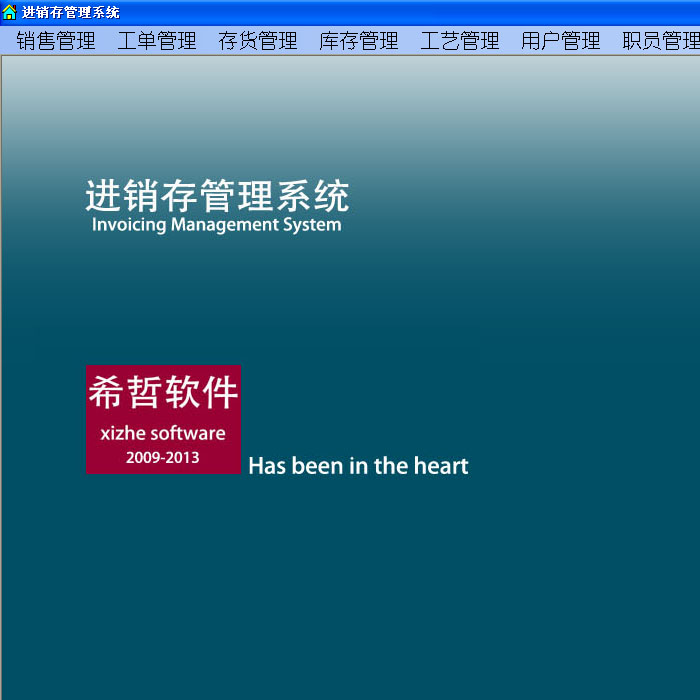 进销存管理系统
销售管理 工单管理 存货管理 库存管理 工艺管理 用户管理 职员管理
进销存管理系统
Invoicing Management System
希哲软件
xizhe software
2009-2013
Has been in the heart